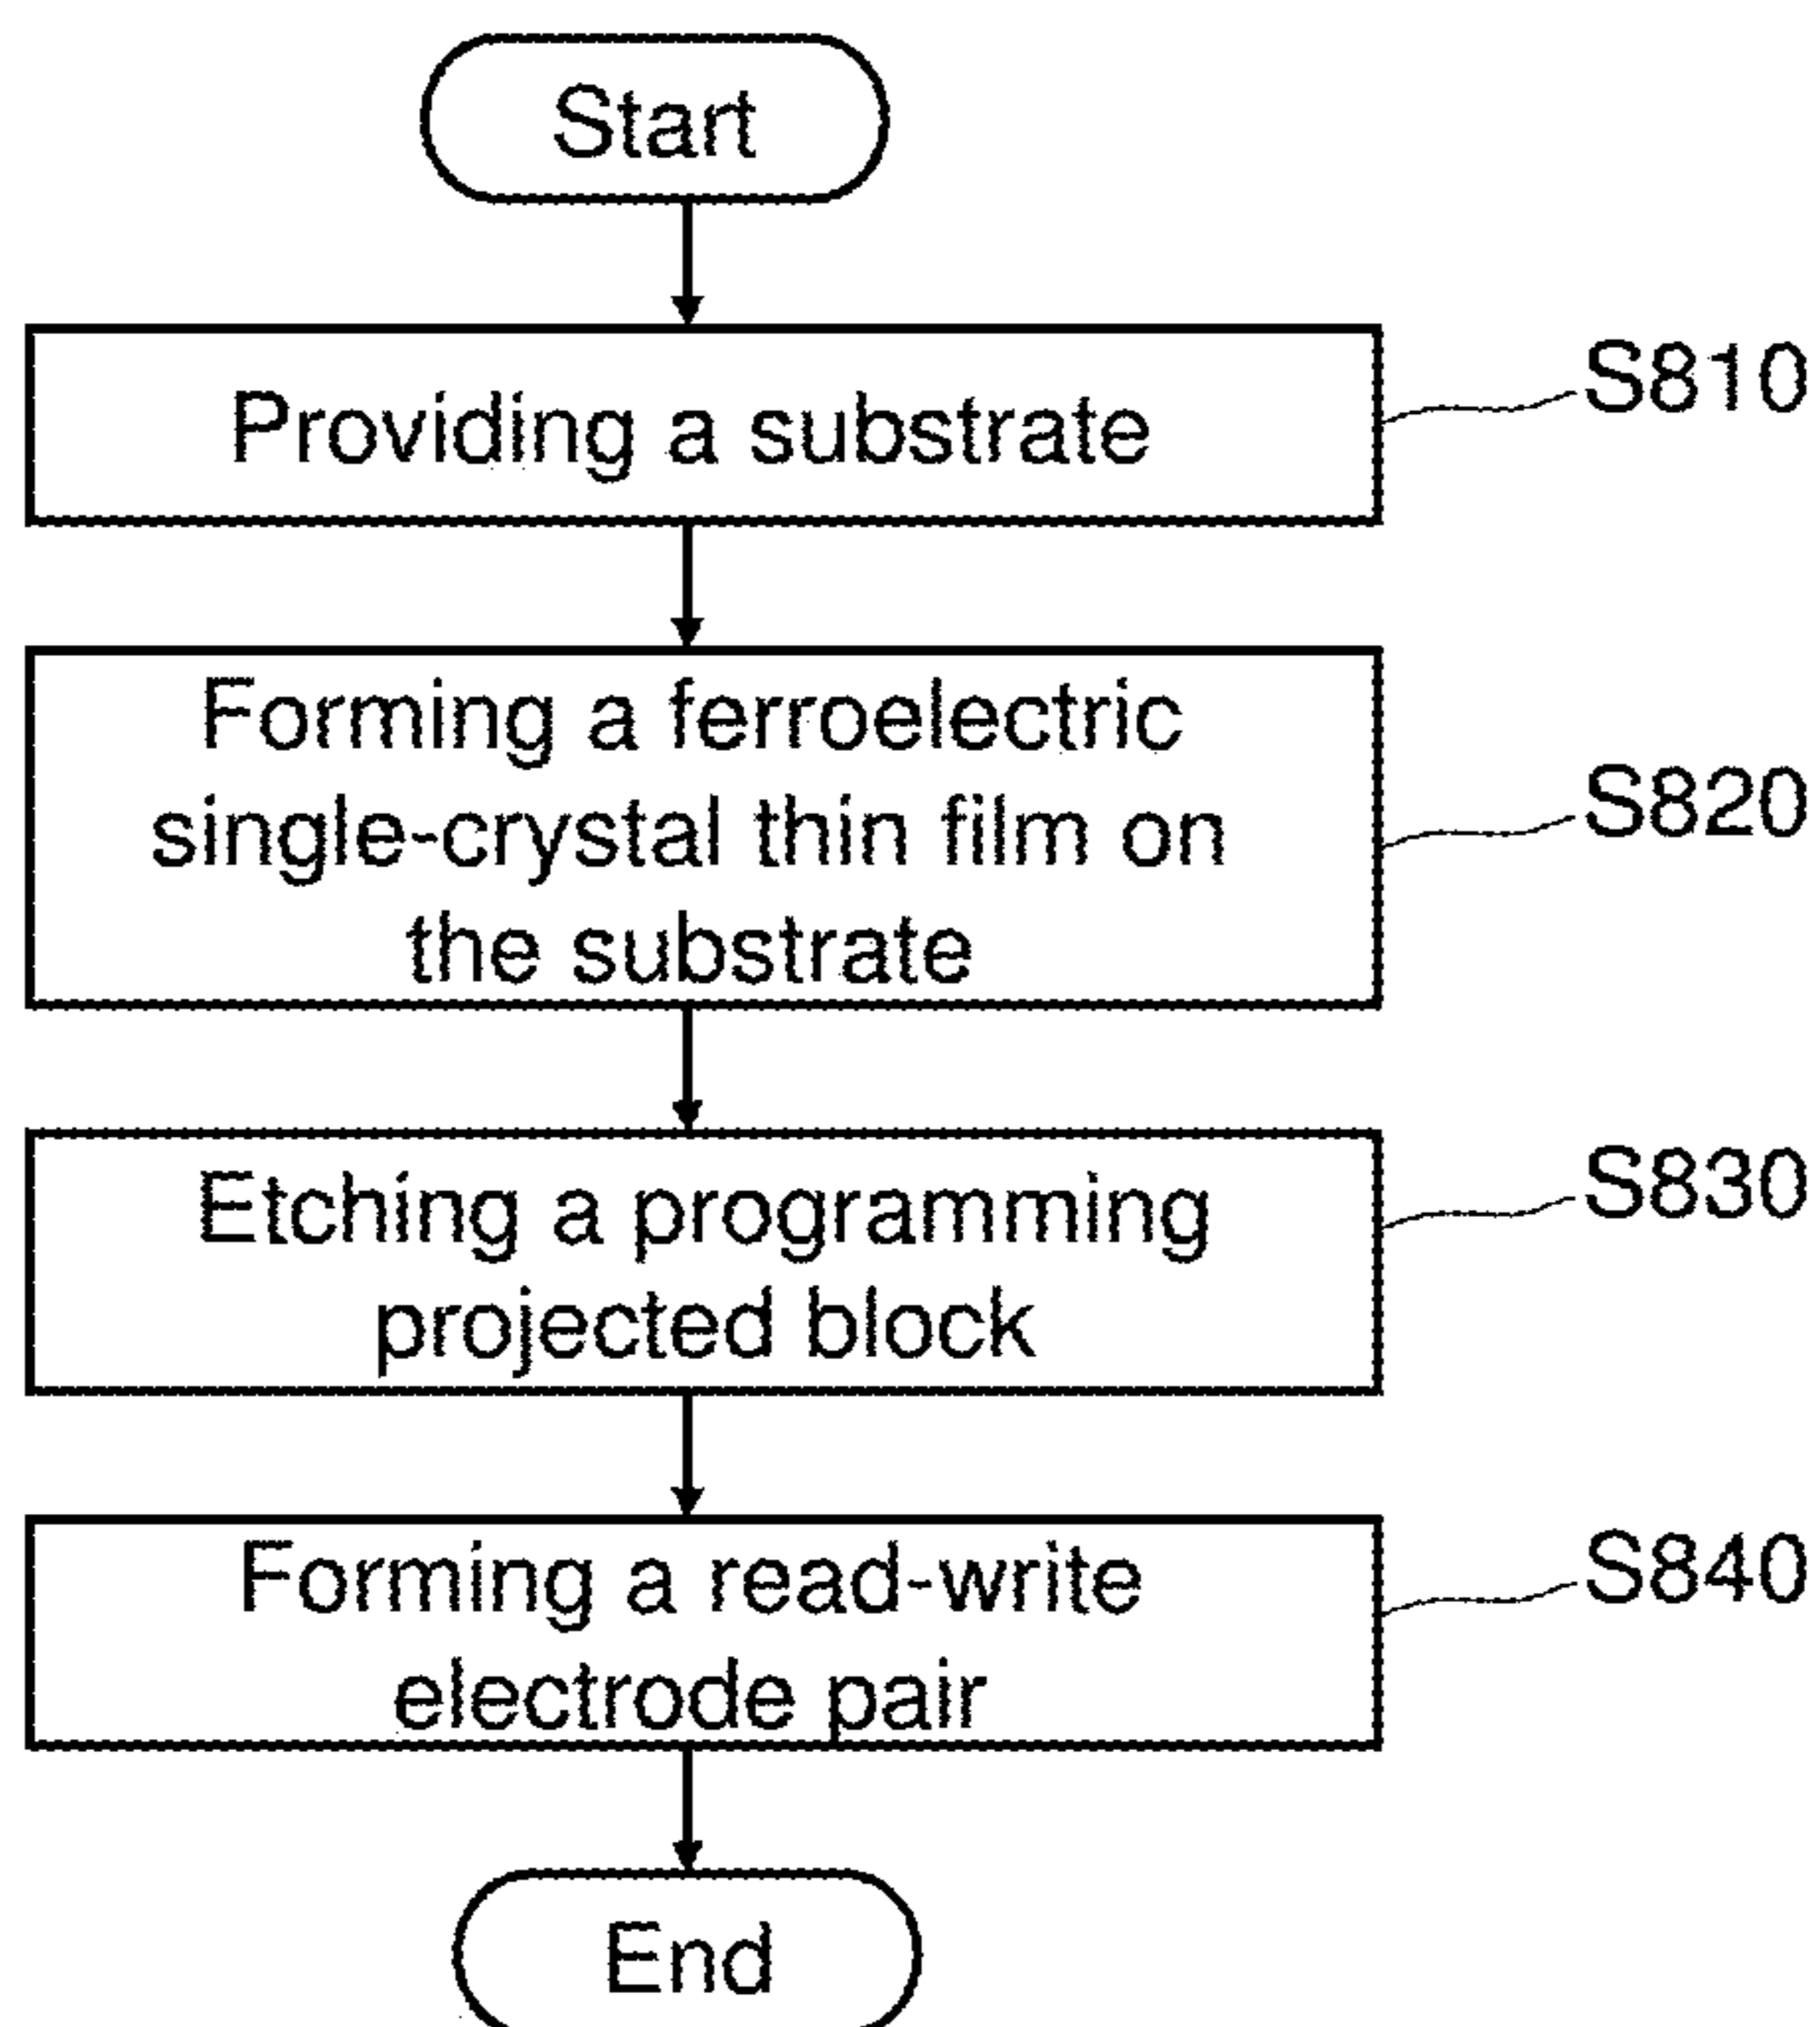 Start
Providing a substrate
S810
Forming a ferroelectric
single-crystal thin film on
the substrate
S820
Etching a programming
projected block
S830
Forming a read-write
electrode pair
S840
End